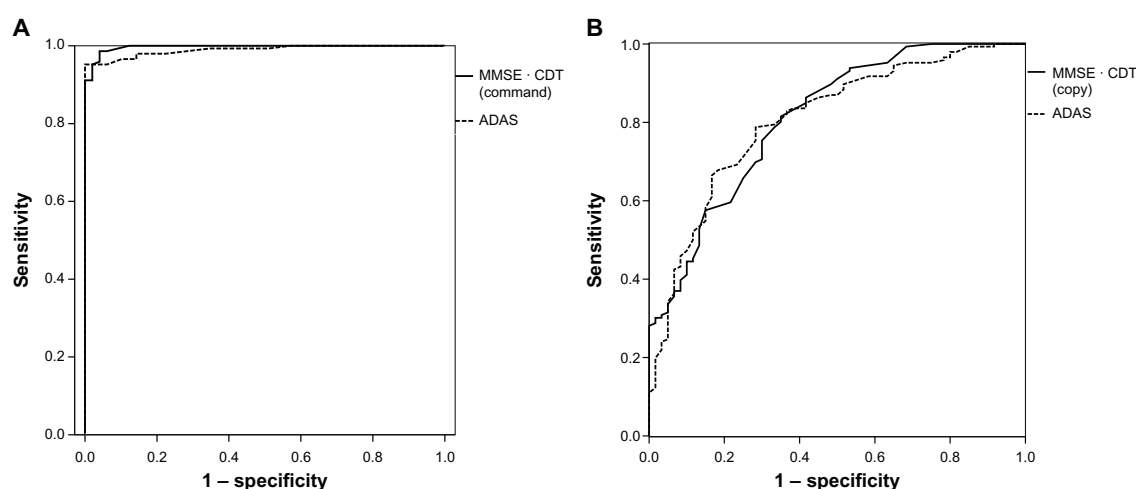 A
1.0
0.8
0.6
0.4
0.2
0.0
Sensitivity
0.0 0.2 0.4 0.6 0.8 1.0
1 – specificity
MMSE · CDT
(command)
ADAS
B
1.0
0.8
0.6
0.4
0.2
0.0
Sensitivity
0.0 0.2 0.4 0.6 0.8 1.0
1 – specificity
MMSE · CDT
(copy)
ADAS